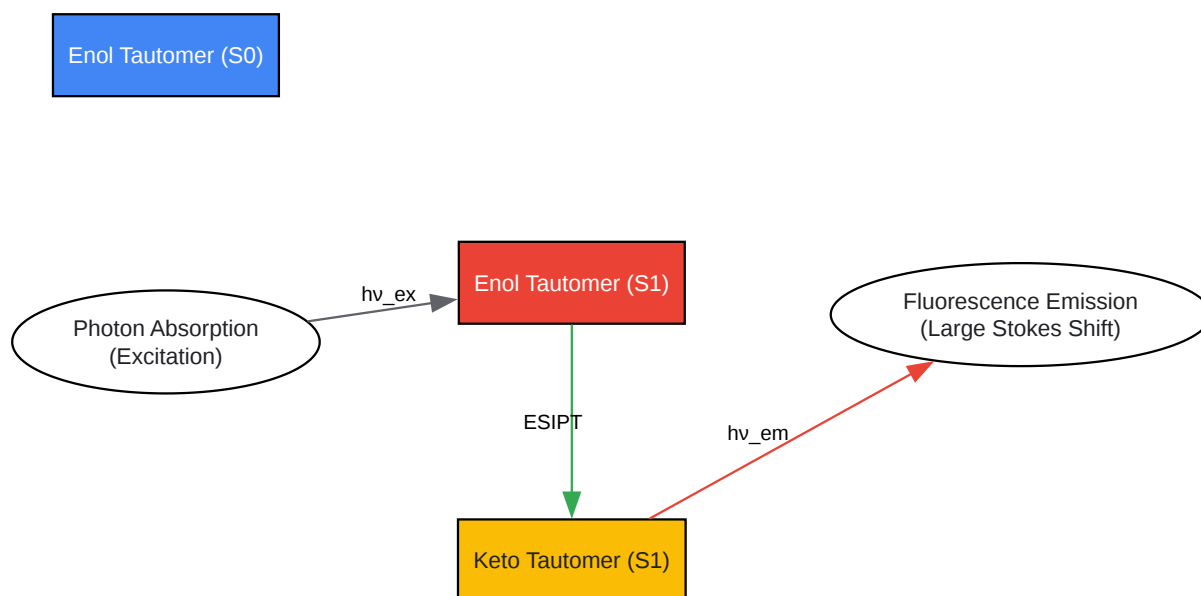 Enol Tautomer (S0)
Enol Tautomer (S1)
hν_ex
Photon Absorption
(Excitation)
Fluorescence Emission
(Large Stokes Shift)
ESIPT
hν_em
Keto Tautomer (S1)